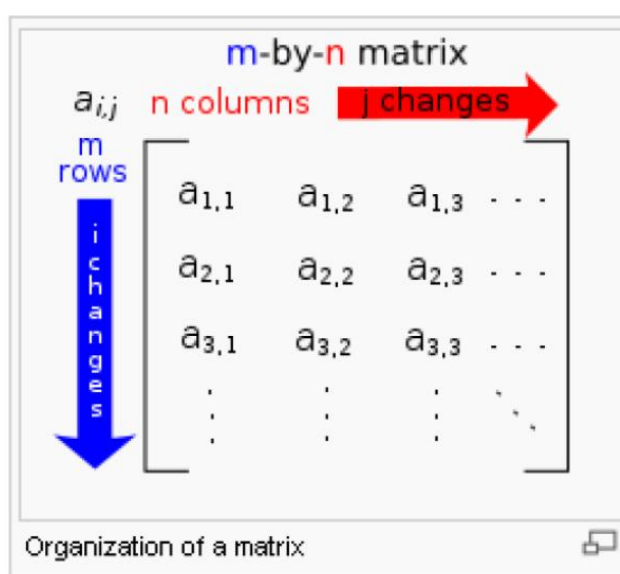 m-by-n matrix
a i,j n columns j changes
m
rows
i changes
a1,1 a1,2 a1,3 . . .
a2,1 a2,2 a2,3 . . .
a3,1 a3,2 a3,3 . . .
. . . .
. . . .
. . . .
Organization of a matrix